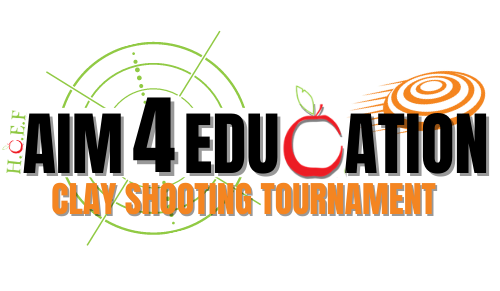 H.O.E.F
AIM 4 EDUCATION
CLAY SHOOTING TOURNAMENT